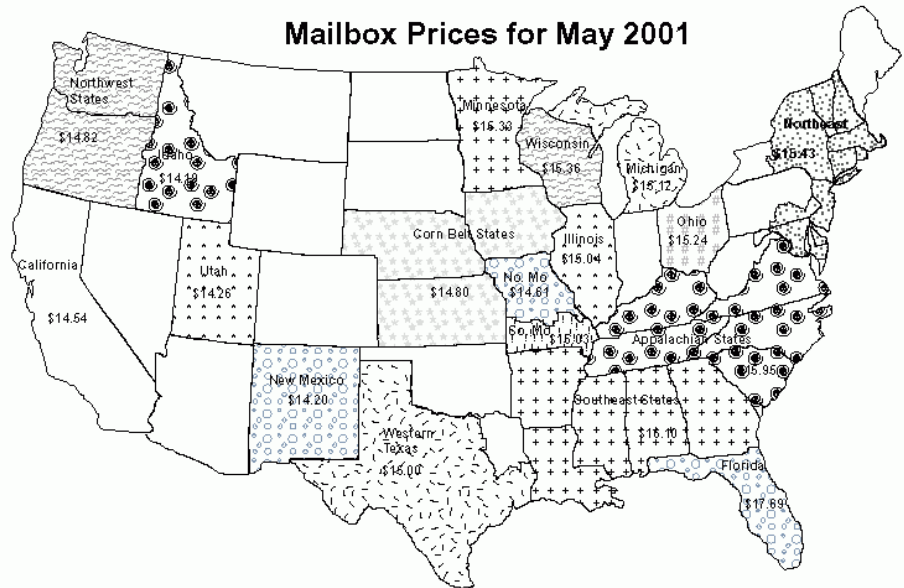 Mailbox Prices for May 2001
Northwest
States
$14.82
Idaho
$14.19
Minnesota
$15.33
Wisconsin
$15.36
Michigan
$15.12
Northeast
$15.43
Corn Belt States
$14.80
Illinois
$15.04
Ohio
$15.24
California
$14.54
Utah
$14.26
No. Mo
$14.61
So. Mo.
$15.03
Appalachian States
$15.95
New Mexico
$14.20
Western
Texas
$15.00
Southeast States
$16.10
Florida
$17.69